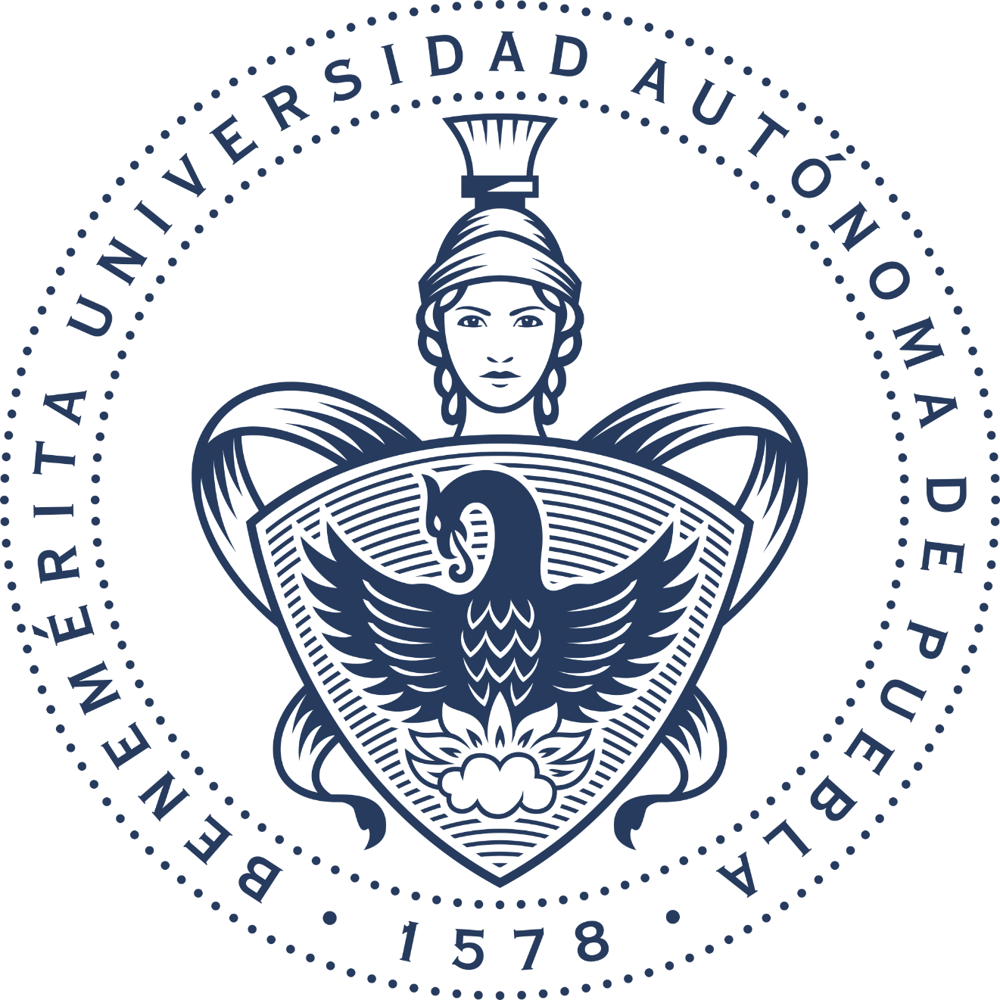 BENEMÉRITA UNIVERSIDAD AUTÓNOMA DE PUEBLA
• 1578 •